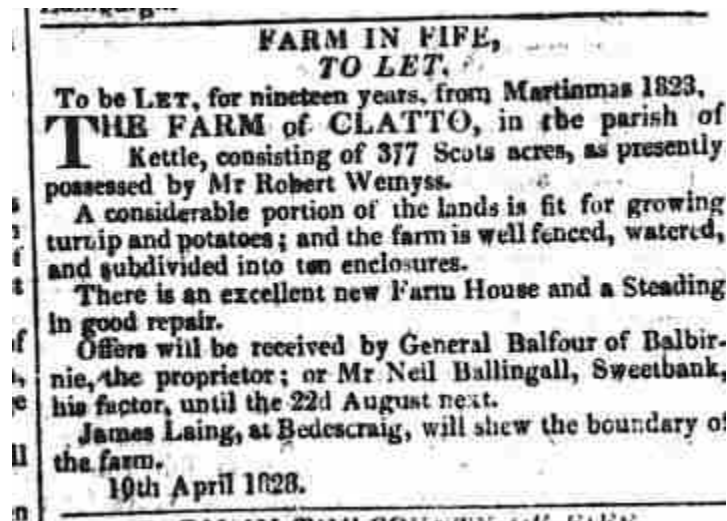 FARM IN FIFE,
TO LET.
To be LET, for nineteen years, from Martinmas 1823,
THE FARM of CLATTO, in the parish of
Kettle, consisting of 377 Scots acres, as presently
possessed by Mr Robert Wemyss.
A considerable portion of the lands is fit for growing
turnip and potatoes; and the farm is well fenced, watered,
and subdivided into ten enclosures.
There is an excellent new Farm House and a Steading
in good repair.
Offers will be received by General Balfour of Balbir-
nie, the proprietor; or Mr Neil Ballingall, Sweetbank,
his factor, until the 22d August next.
James Laing, at Bedescraig, will shew the boundary of
the farm.
19th April 1823.